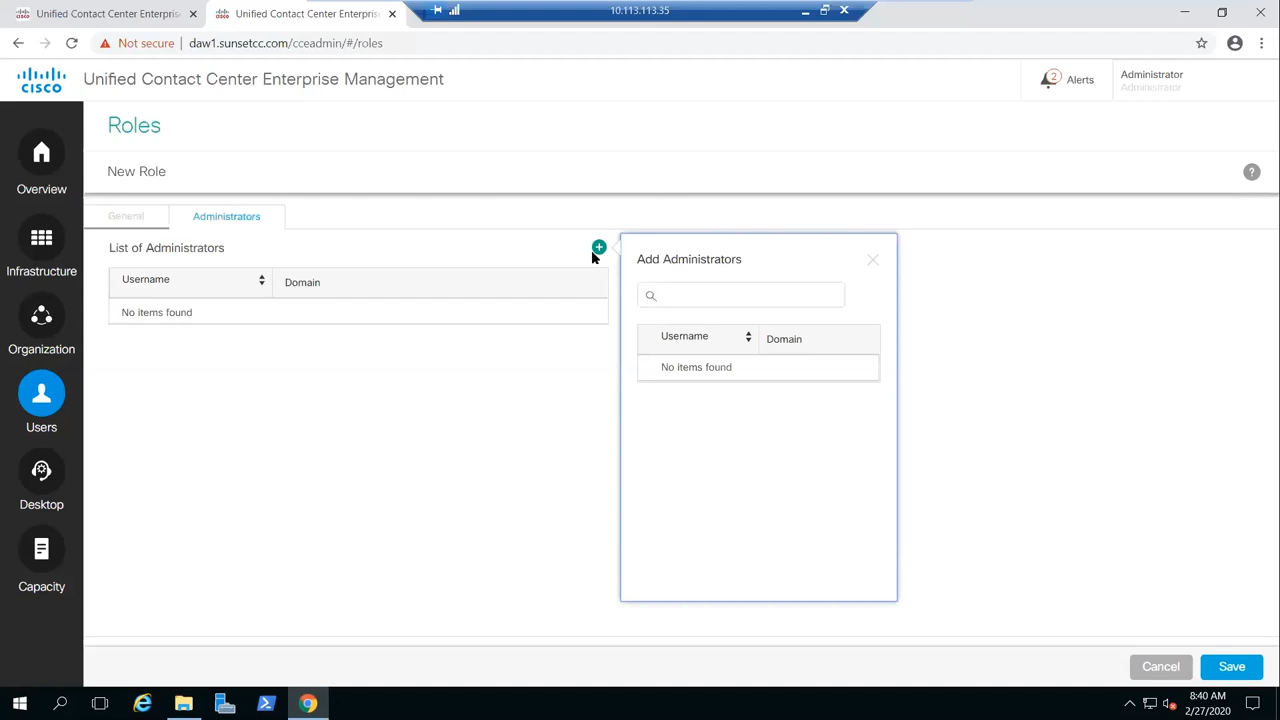 Unified Contact Center Enterprise
Unified Contact Center Enterprise
10.113.113.35
Not secure
daw1.sunsetcc.com/cceadmin/#/roles
CISCO
Unified Contact Center Enterprise Management
2
Alerts
Administrator
Administrator
Overview
Infrastructure
Organization
Users
Desktop
Capacity
Roles
New Role
?
General
Administrators
List of Administrators
Username
Domain
No items found
Add Administrators
Username
Domain
No items found
Cancel
Save
8:40 AM
2/27/2020